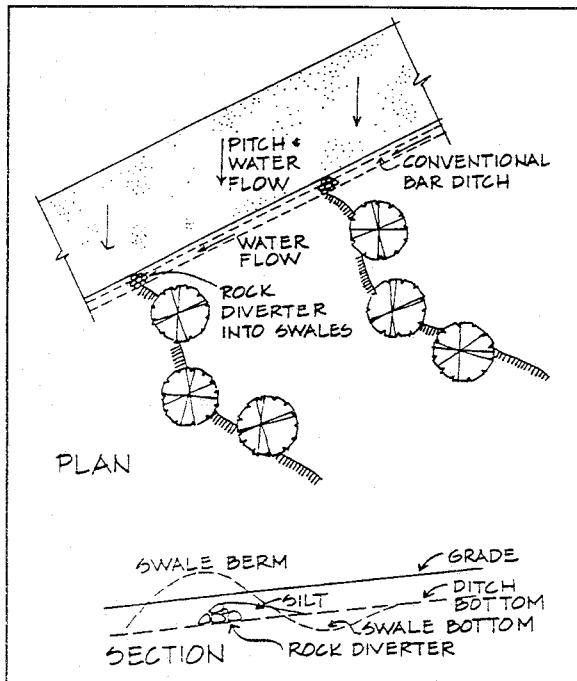 PITCH &
WATER
FLOW
CONVENTIONAL
BAR DITCH
WATER
FLOW
ROCK
DIVERTER
INTO SWALES
PLAN
SWALE BERM
GRADE
SILT
DITCH
BOTTOM
SWALE BOTTOM
ROCK DIVERTER
SECTION